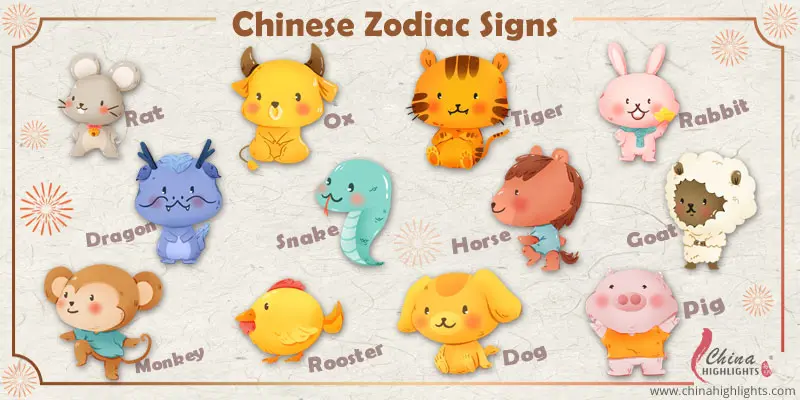 Chinese Zodiac Signs
Rat
Ox
Tiger
Rabbit
Dragon
Snake
Horse
Goat
Monkey
Rooster
Dog
Pig
China
HIGHLIGHTS
www.chinahighlights.com